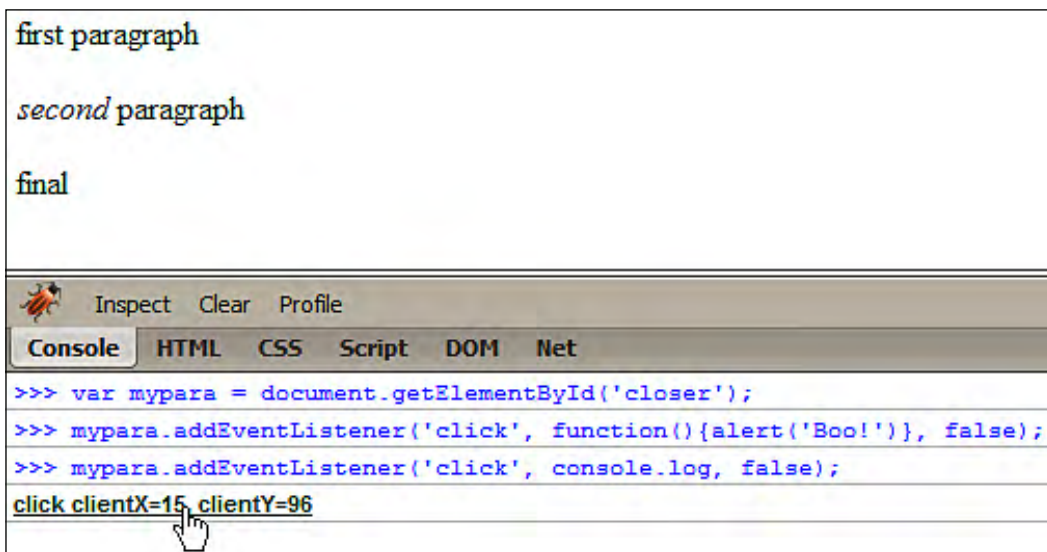 first paragraph
second paragraph
final
Inspect Clear Profile
Console HTML CSS Script DOM Net
>>> var mypara = document.getElementById('closer');
>>> mypara.addEventListener('click', function(){alert('Boo!')}, false);
>>> mypara.addEventListener('click', console.log, false);
click clientX=15, clientY=96